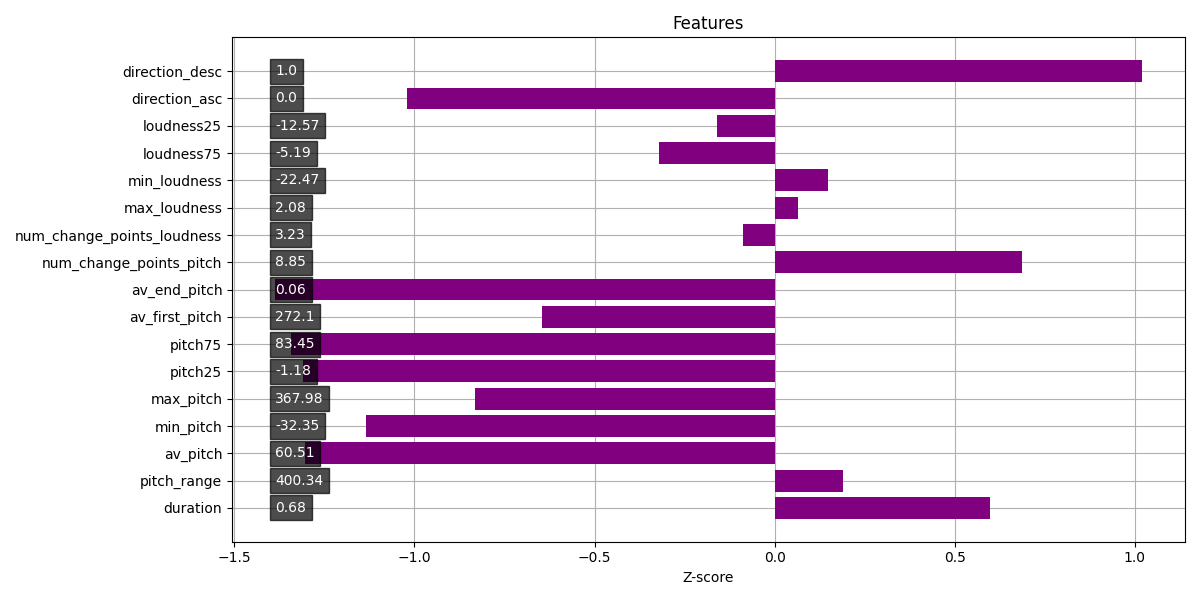 Features
direction_desc 1.0
direction_asc 0.0
loudness25 -12.57
loudness75 -5.19
min_loudness -22.47
max_loudness 2.08
num_change_points_loudness 3.23
num_change_points_pitch 8.85
av_end_pitch 0.06
av_first_pitch 272.1
pitch75 83.45
pitch25 -1.18
max_pitch 367.98
min_pitch -32.35
av_pitch 60.51
pitch_range 400.34
duration 0.68
−1.5 −1.0 −0.5 0.0 0.5 1.0
Z-score